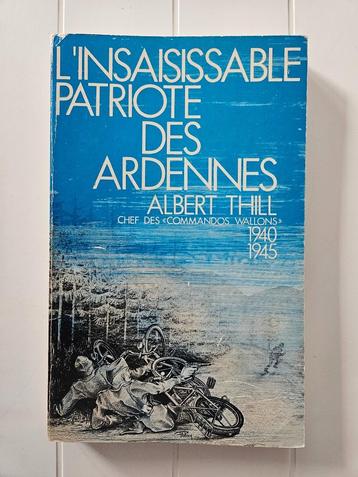 L'INSAISISSABLE
PATRIOTE
DES
ARDENNES
ALBERT THILL
CHEF DES «COMMANDOS WALLONS»
1940
1945